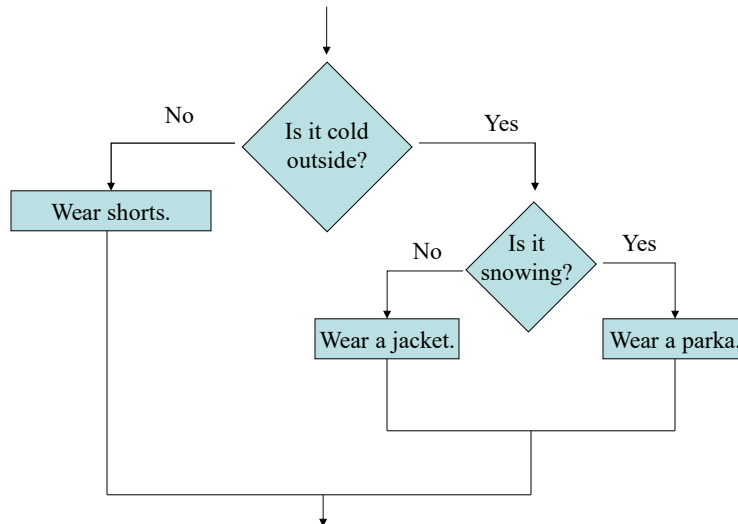 Is it cold
outside?
No
Yes
Wear shorts.
Is it
snowing?
No
Yes
Wear a jacket.
Wear a parka.